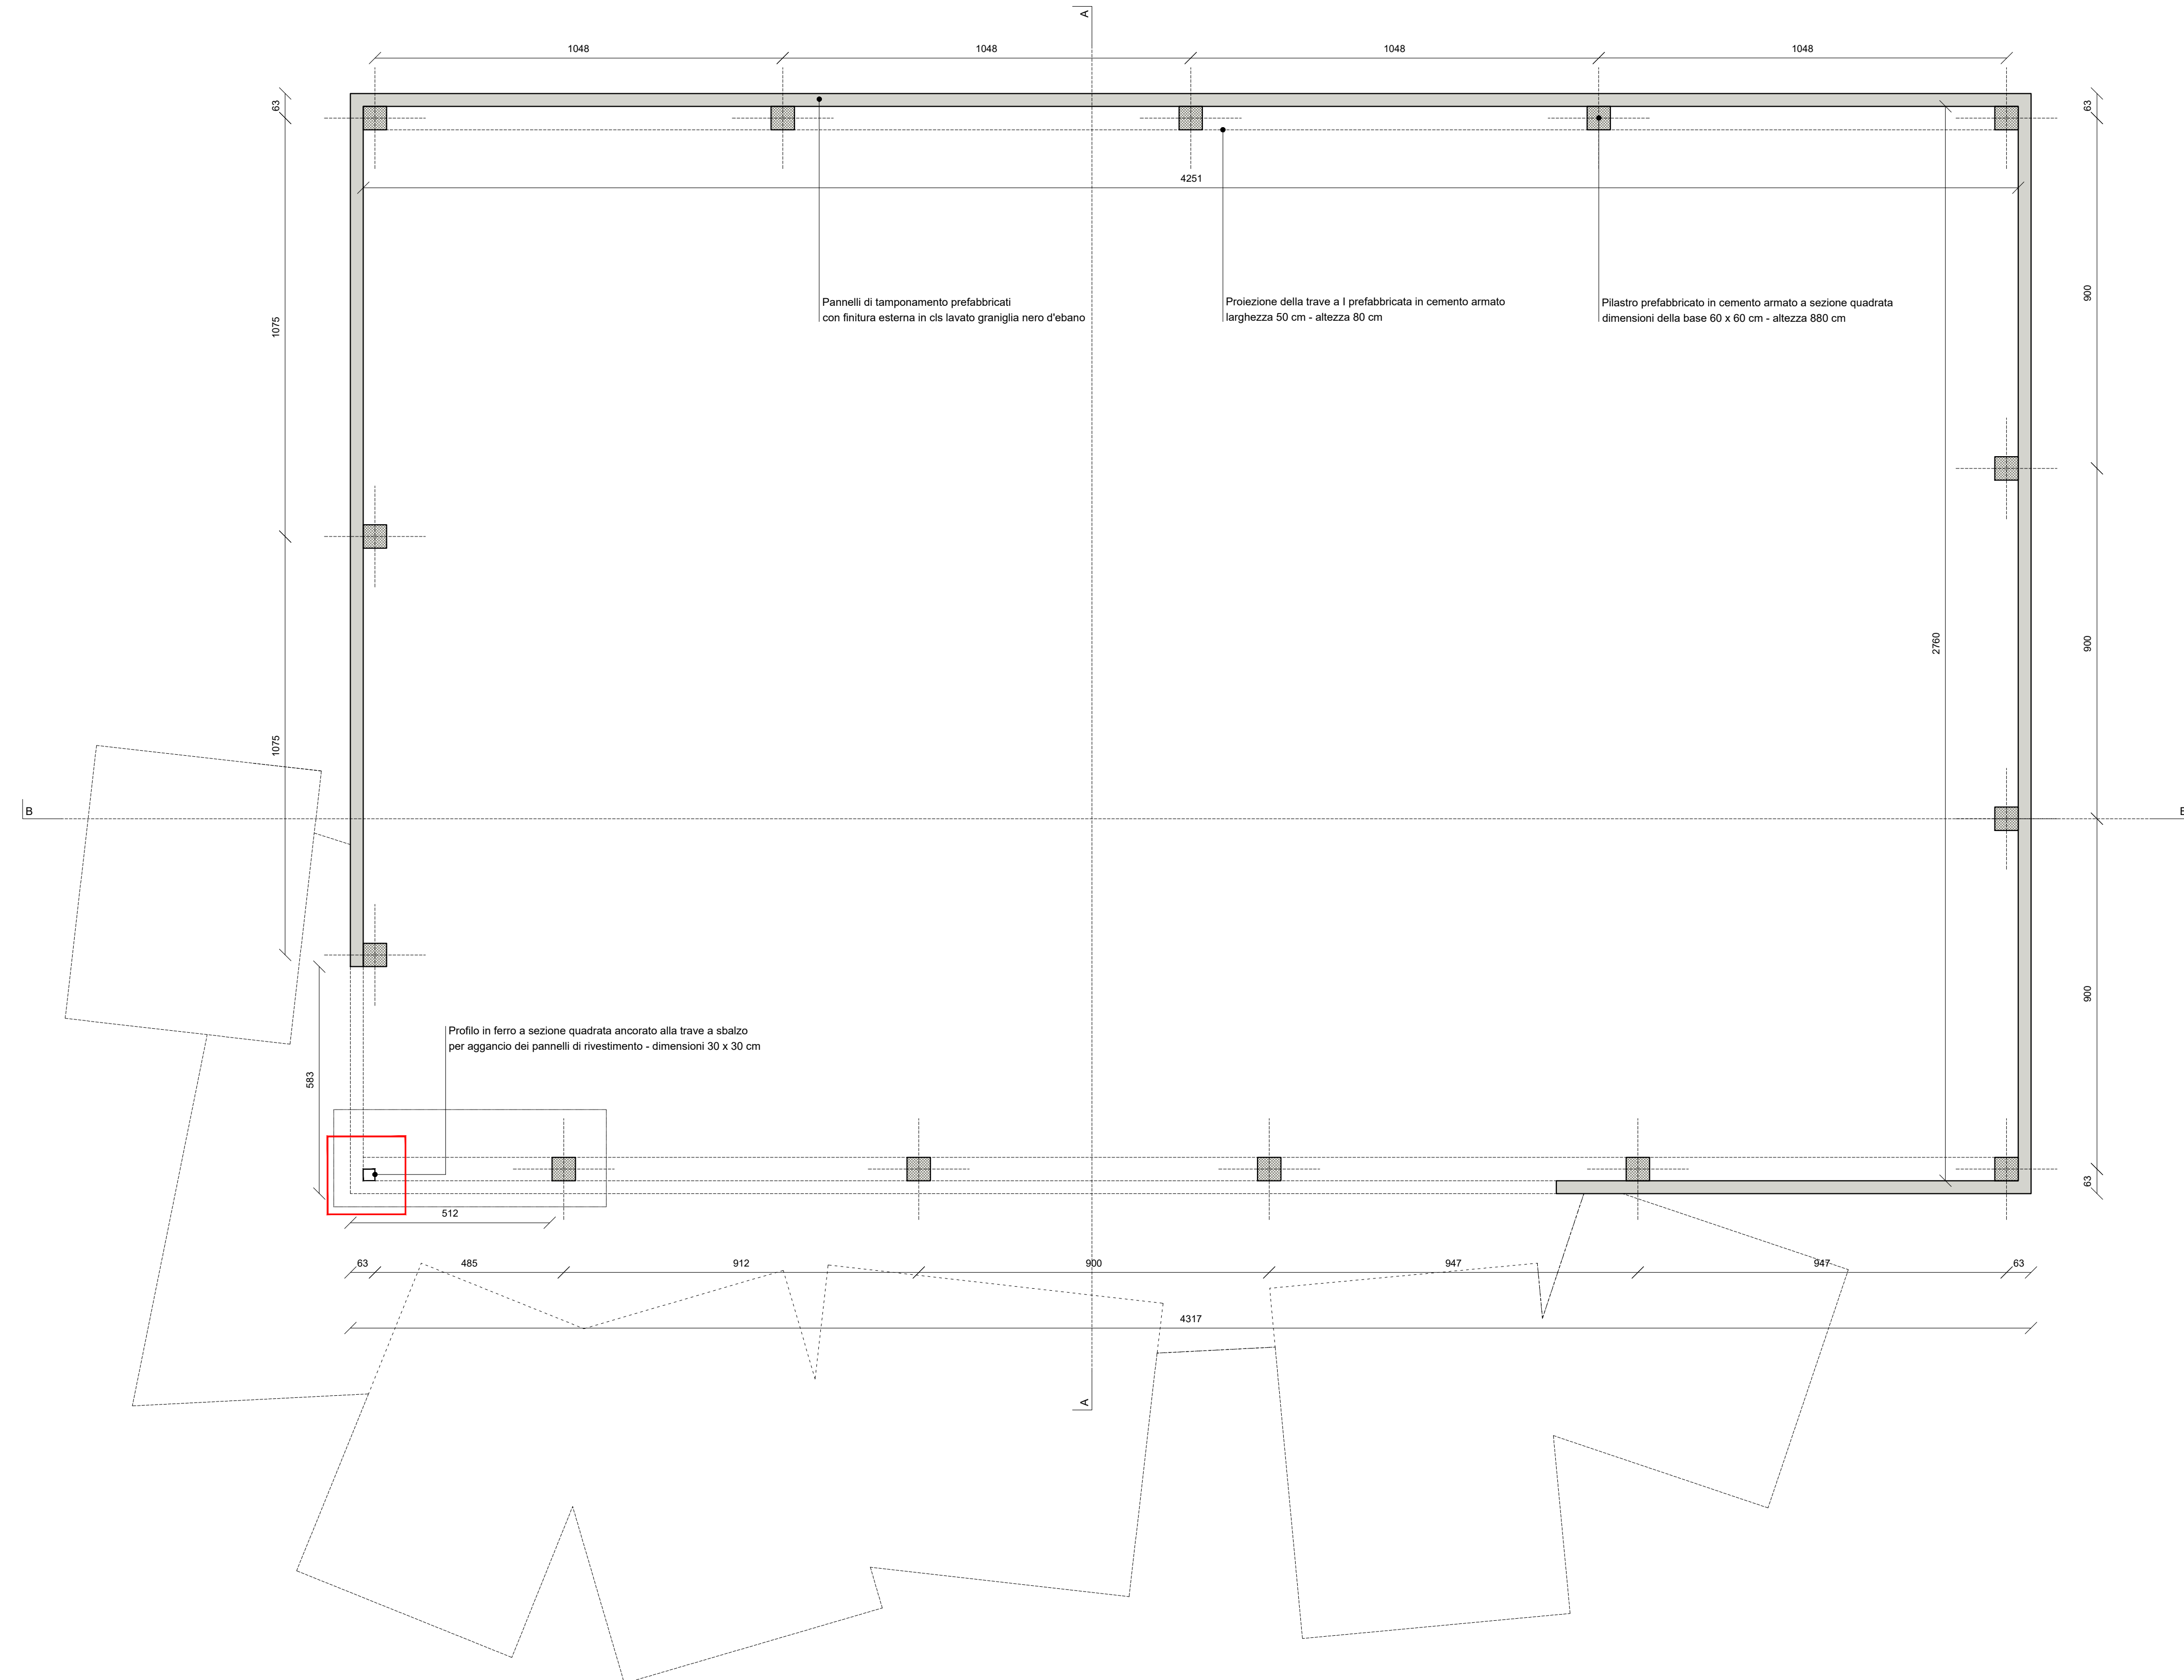 A
1048
1048
1048
1048
63
63
4251
Pannelli di tamponamento prefabbricati
con finitura esterna in cls lavato graniglia nero d'ebano
Proiezione della trave a I prefabbricata in cemento armato
larghezza 50 cm - altezza 80 cm
Pilastro prefabbricato in cemento armato a sezione quadrata
dimensioni della base 60 x 60 cm - altezza 880 cm
1075
900
2760
900
1075
B
900
Profilo in ferro a sezione quadrata ancorato alla trave a sbalzo
per aggancio dei pannelli di rivestimento - dimensioni 30 x 30 cm
583
63
512
63
485
912
900
947
947
63
4317
A